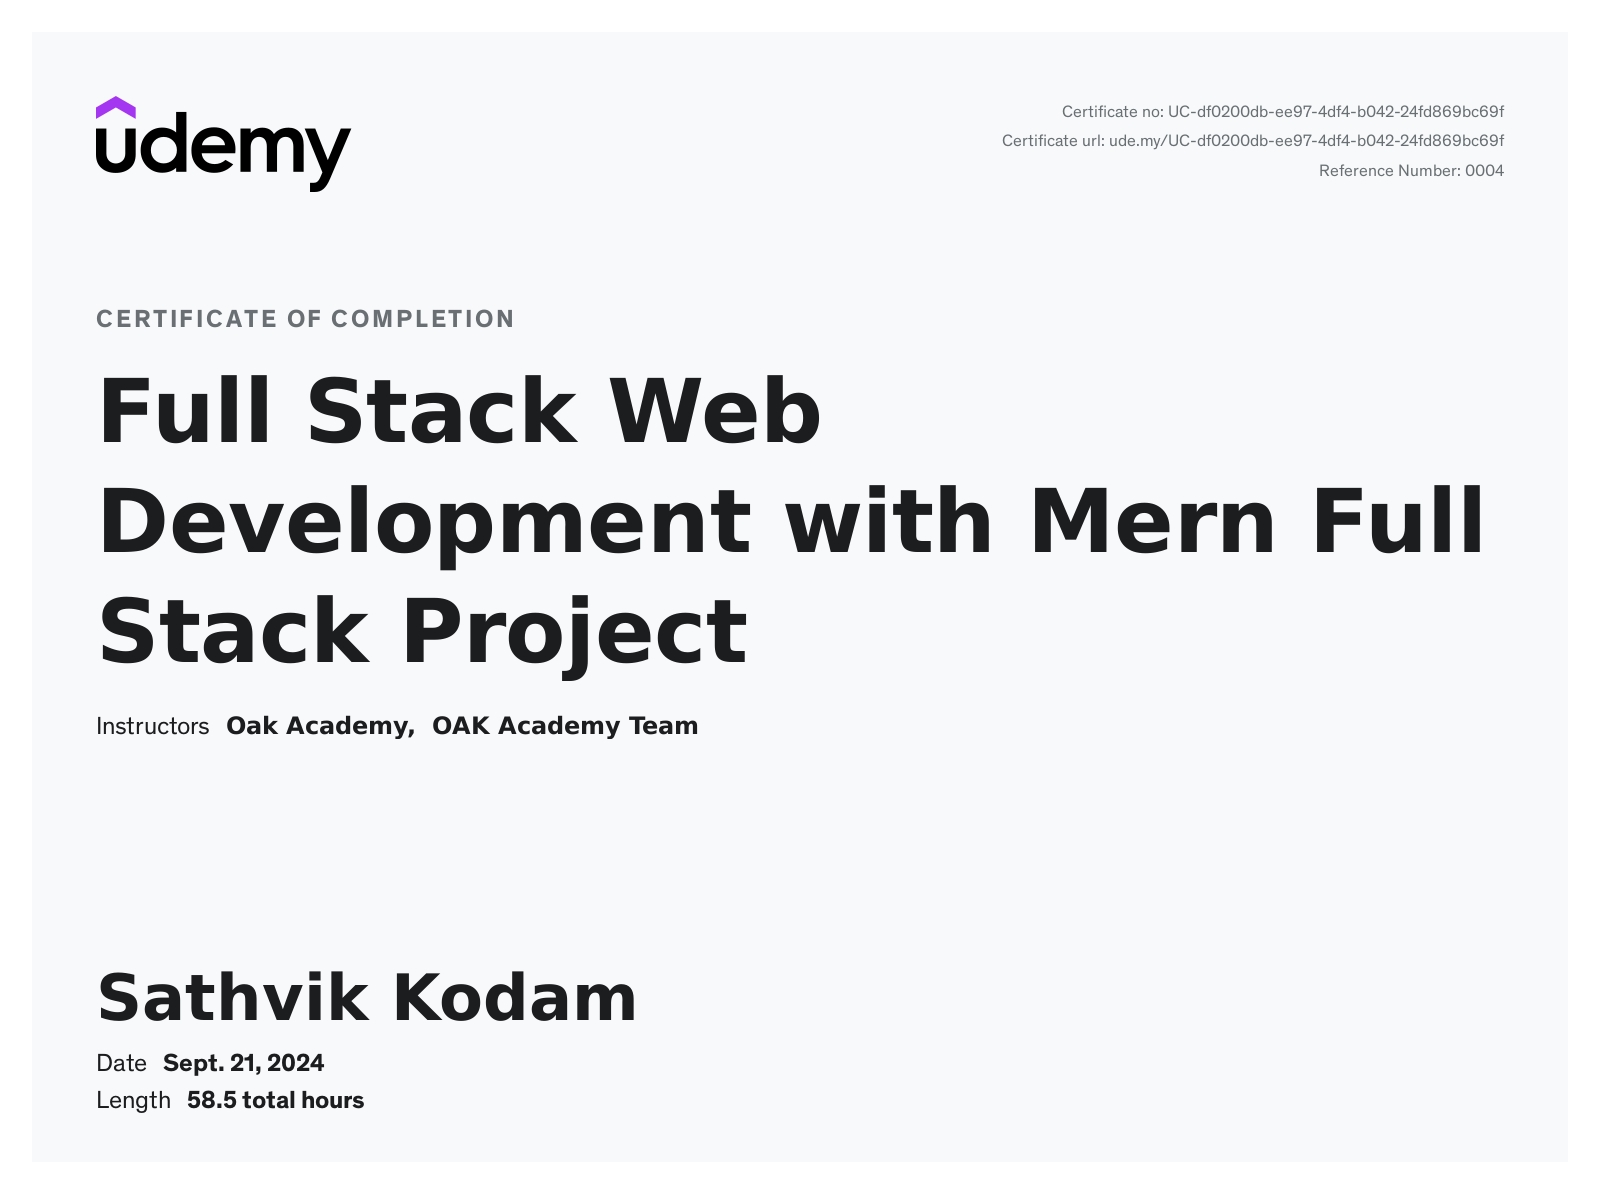 udemy
Certificate no: UC-df0200db-ee97-4df4-b042-24fd869bc69f
Certificate url: ude.my/UC-df0200db-ee97-4df4-b042-24fd869bc69f
Reference Number: 0004
CERTIFICATE OF COMPLETION
Full Stack Web
Development with Mern Full
Stack Project
Instructors Oak Academy, OAK Academy Team
Sathvik Kodam
Date Sept. 21, 2024
Length 58.5 total hours